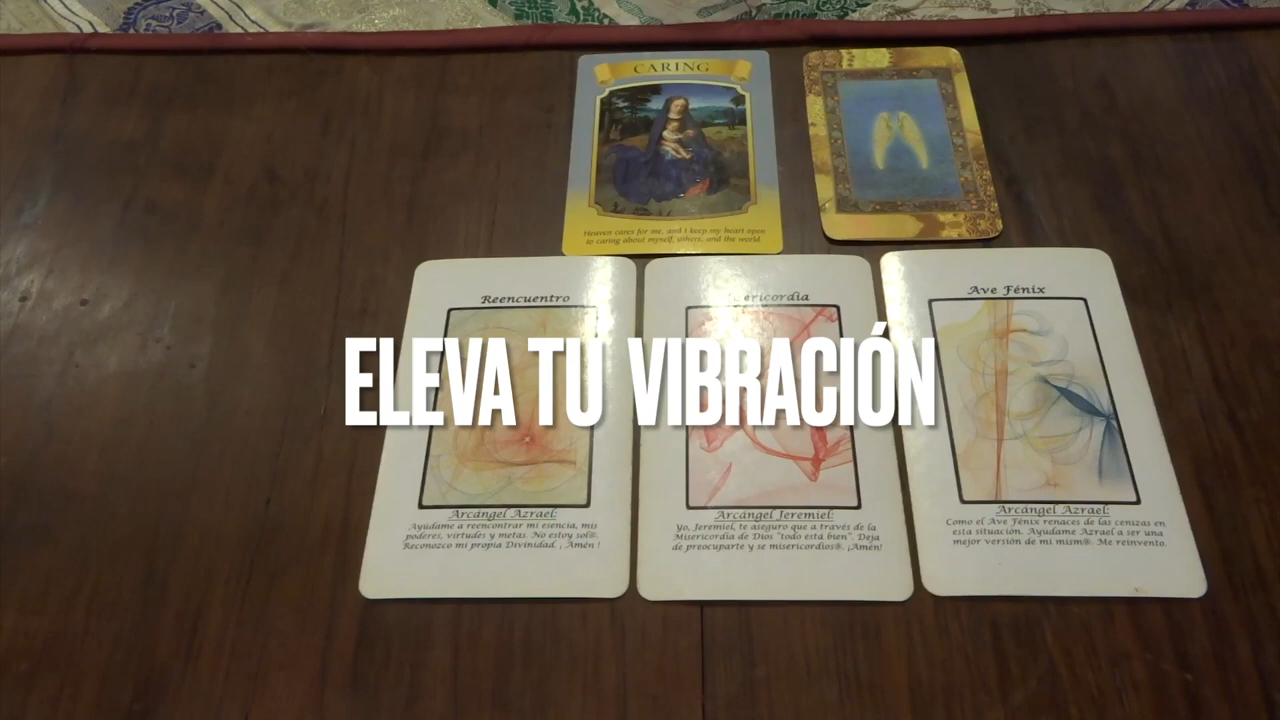 CARING
Heaven cares for me, and I keep my heart open
to caring about myself, others, and the world.
Reencuentro
ericordia
Ave Fénix
ELEVA TU VIBRACIÓN
Arcángel Azrael:
Ayúdame a reencontrar mi esencia, mis
poderes, virtudes y metas. No estoy sol@.
Reconozco mi propia Divinidad. ¡ Amén !
Arcángel Jeremiel:
Yo, Jeremiel, te aseguro que a través de la
Misericordia de Dios "todo está bien". Deja
de preocuparte y se misericordios@. ¡Amén!
Arcángel Azrael:
Como el Ave Fénix renaces de las cenizas en
esta situación. Ayúdame Azrael a ser una
mejor versión de mi mism@. Me reinvento.